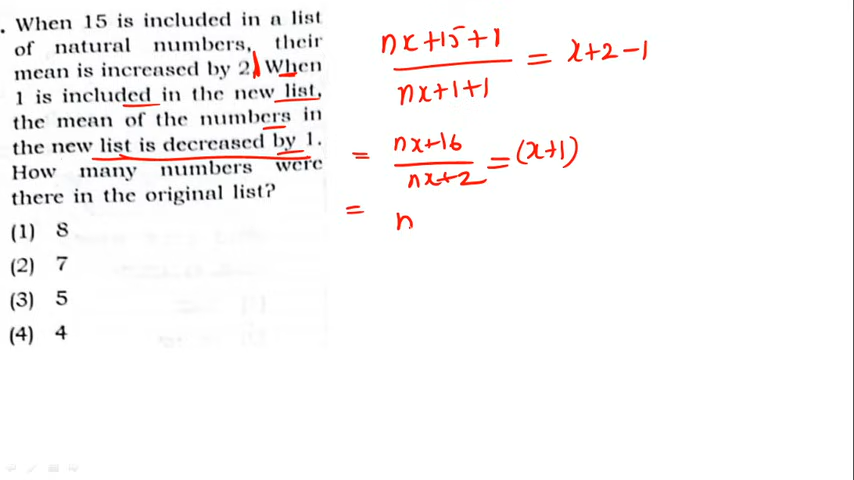 . When 15 is included in a list
of natural numbers, their
mean is increased by 2. When
1 is included in the new list,
the mean of the numbers in
the new list is decreased by 1.
How many numbers were
there in the original list?
(1) 8
(2) 7
(3) 5
(4) 4
nx+15+1
nx+1+1
= x+2-1
= nx+16
nx+2
= (x+1)
= n